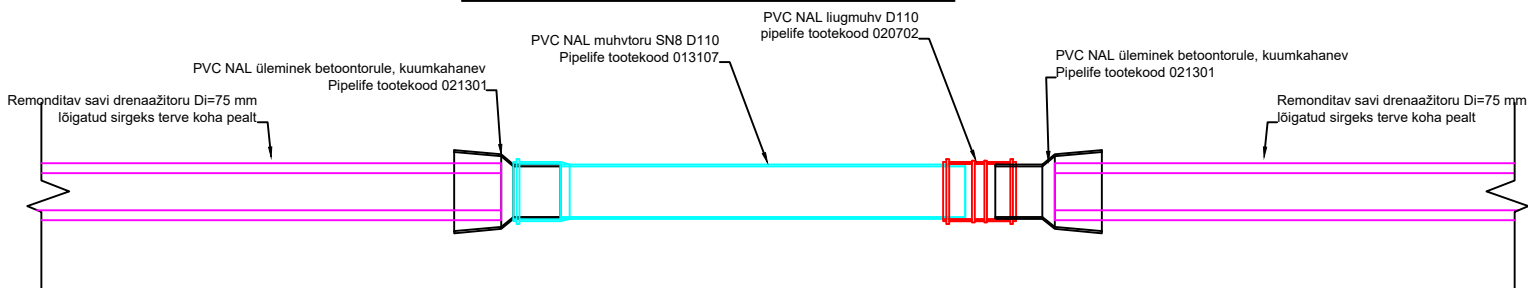 PVC NAL liugmuhv D110
pipelife tootekood 020702
PVC NAL muhvtoru SN8 D110
Pipelife tootekood 013107
PVC NAL üleminek betoontorule, kuumkahanev
Pipelife tootekood 021301
PVC NAL üleminek betoontorule, kuumkahanev
Pipelife tootekood 021301
Remonditav savi drenaažitoru Di=75 mm
lõigatud sirgeks terve koha pealt
Remonditav savi drenaažitoru Di=75 mm
lõigatud sirgeks terve koha pealt